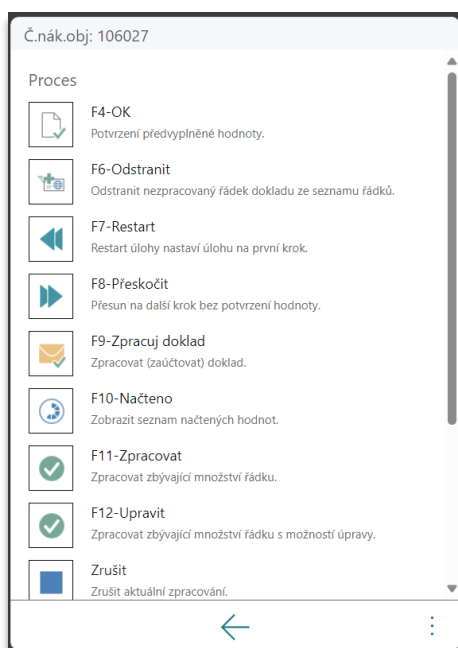 Č.nák.obj: 106027
Proces
F4-OK
Potvrzení předvyplněné hodnoty.
F6-Odstranit
Odstranit nezpracovaný řádek dokladu ze seznamu řádků.
F7-Restart
Restart úlohy nastaví úlohu na první krok.
F8-Přeskočit
Přesun na další krok bez potvrzení hodnoty.
F9-Zpracuj doklad
Zpracovat (zaúčtovat) doklad.
F10-Načteno
Zobrazit seznam načtených hodnot.
F11-Zpracovat
Zpracovat zbývající množství řádku.
F12-Upravit
Zpracovat zbývající množství řádku s možností úpravy.
Zrušit
Zrušit aktuální zpracování.